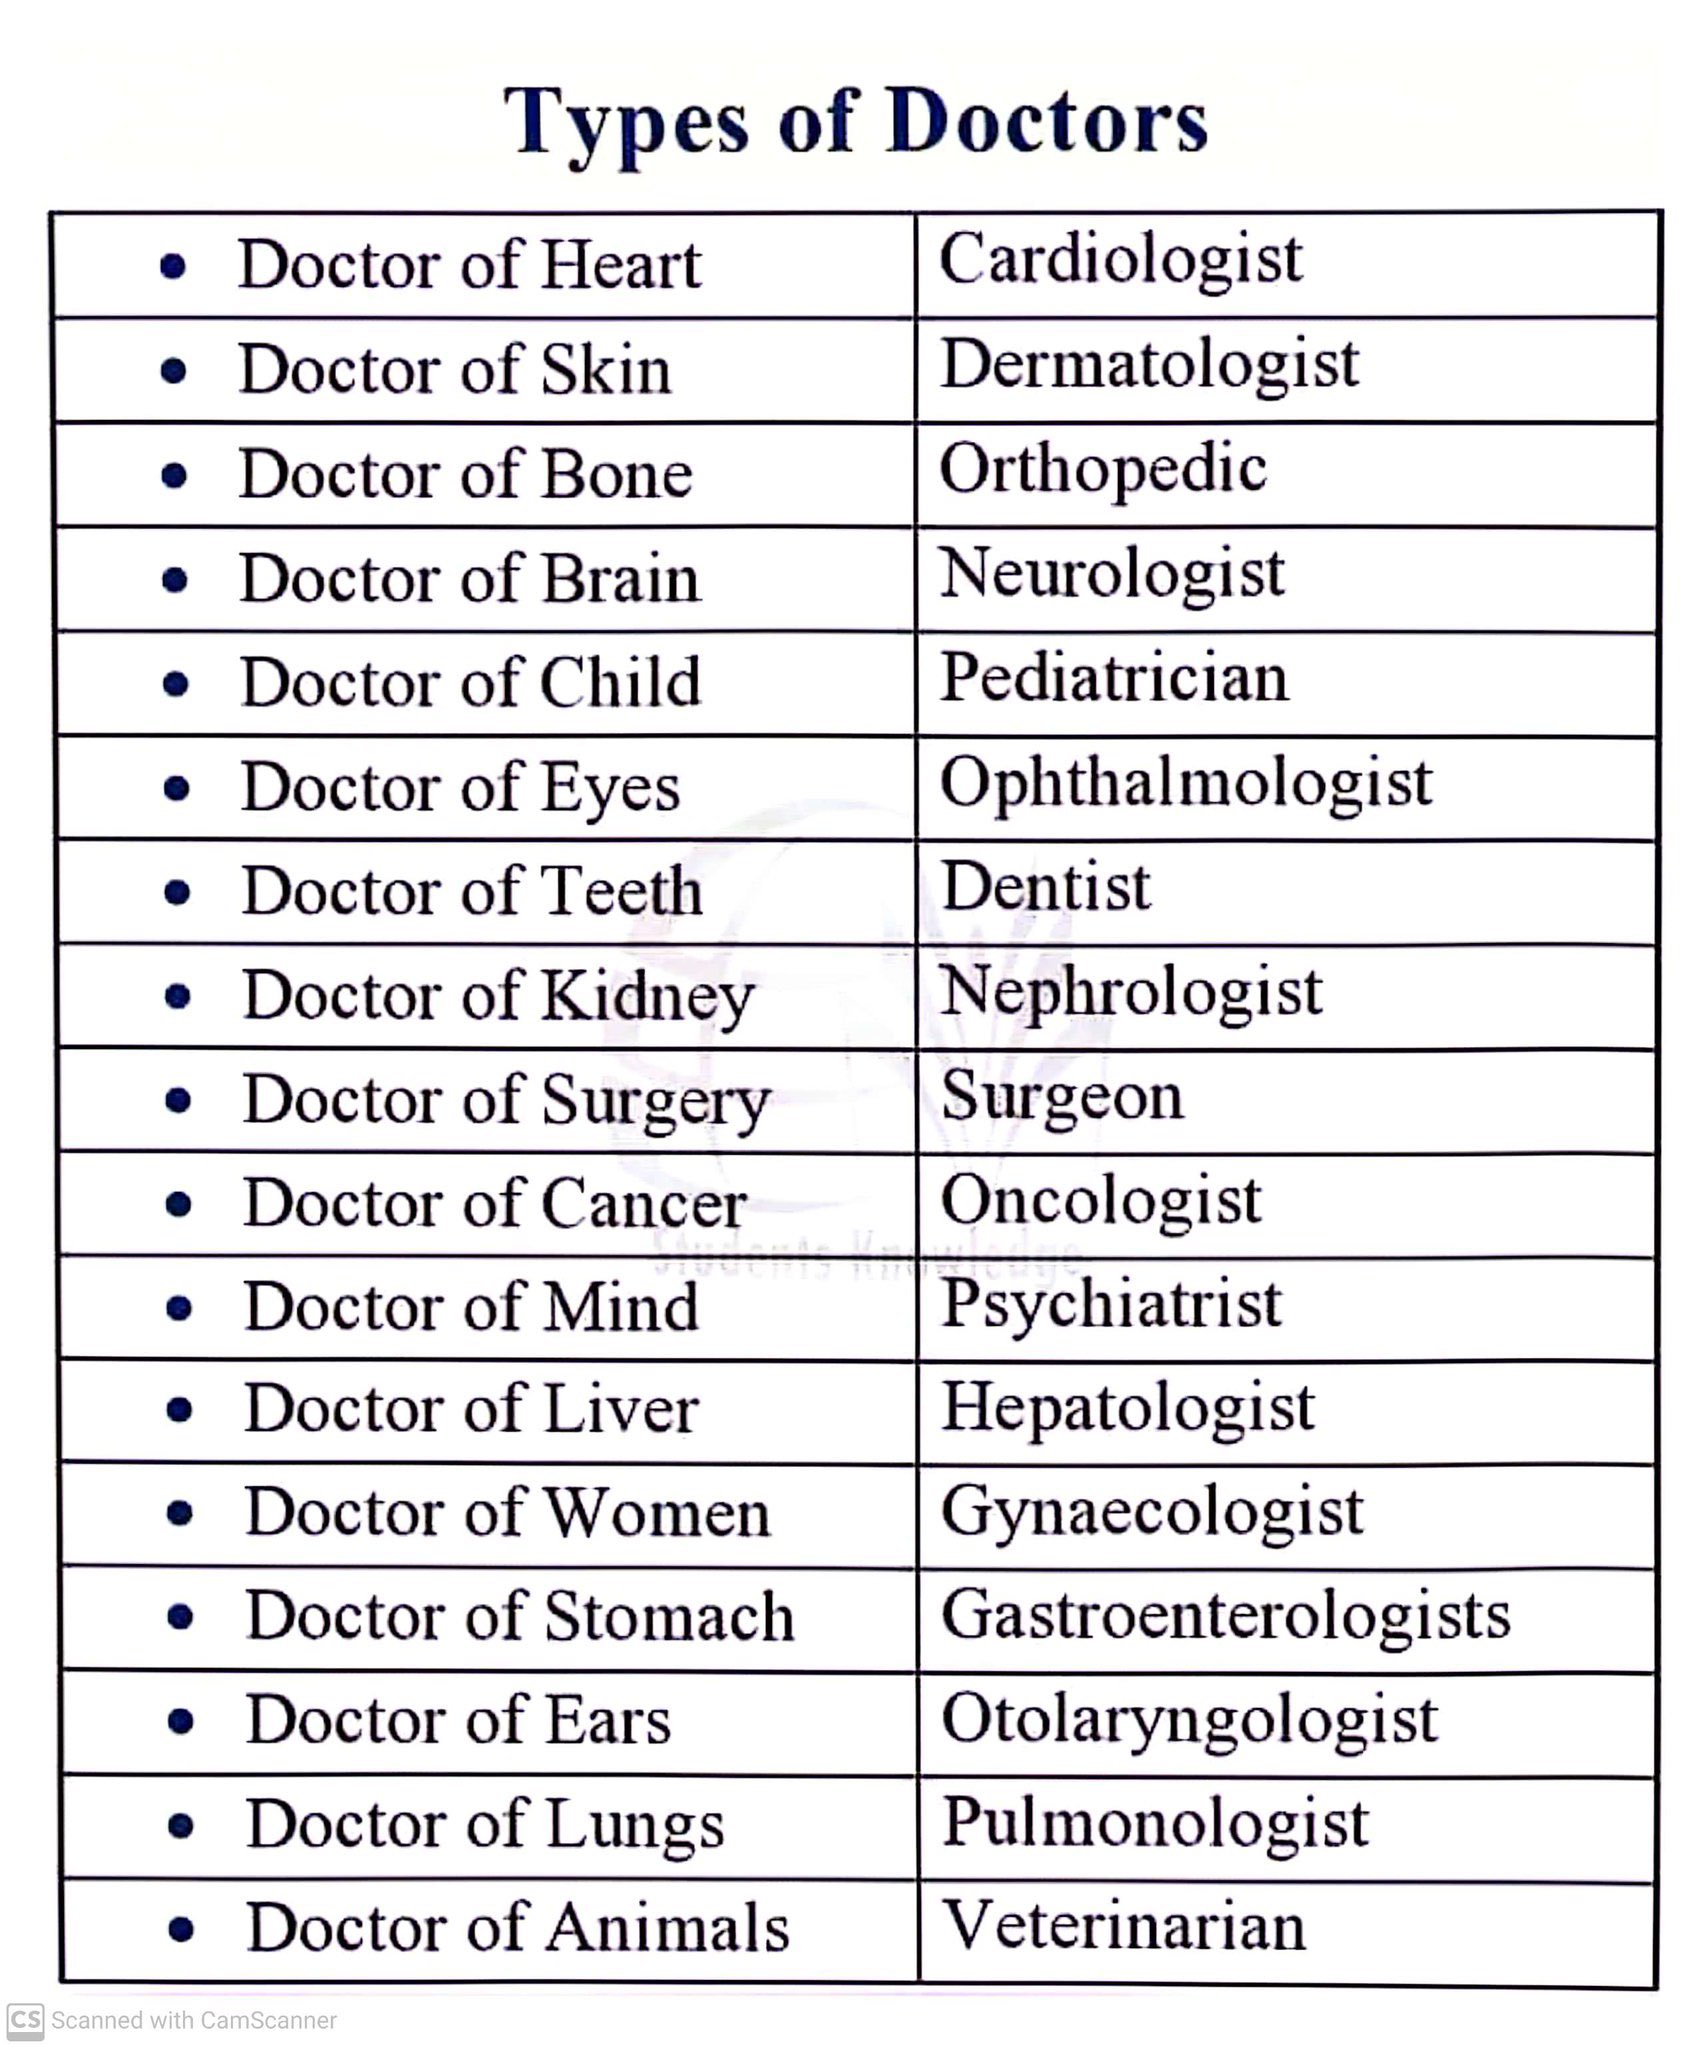 Types of Doctors
• Doctor of Heart Cardiologist
• Doctor of Skin Dermatologist
• Doctor of Bone Orthopedic
• Doctor of Brain Neurologist
• Doctor of Child Pediatrician
• Doctor of Eyes Ophthalmologist
• Doctor of Teeth Dentist
• Doctor of Kidney Nephrologist
• Doctor of Surgery Surgeon
• Doctor of Cancer Oncologist
Students Knowledge
• Doctor of Mind Psychiatrist
• Doctor of Liver Hepatologist
• Doctor of Women Gynaecologist
• Doctor of Stomach Gastroenterologists
• Doctor of Ears Otolaryngologist
• Doctor of Lungs Pulmonologist
• Doctor of Animals Veterinarian
CS Scanned with CamScanner